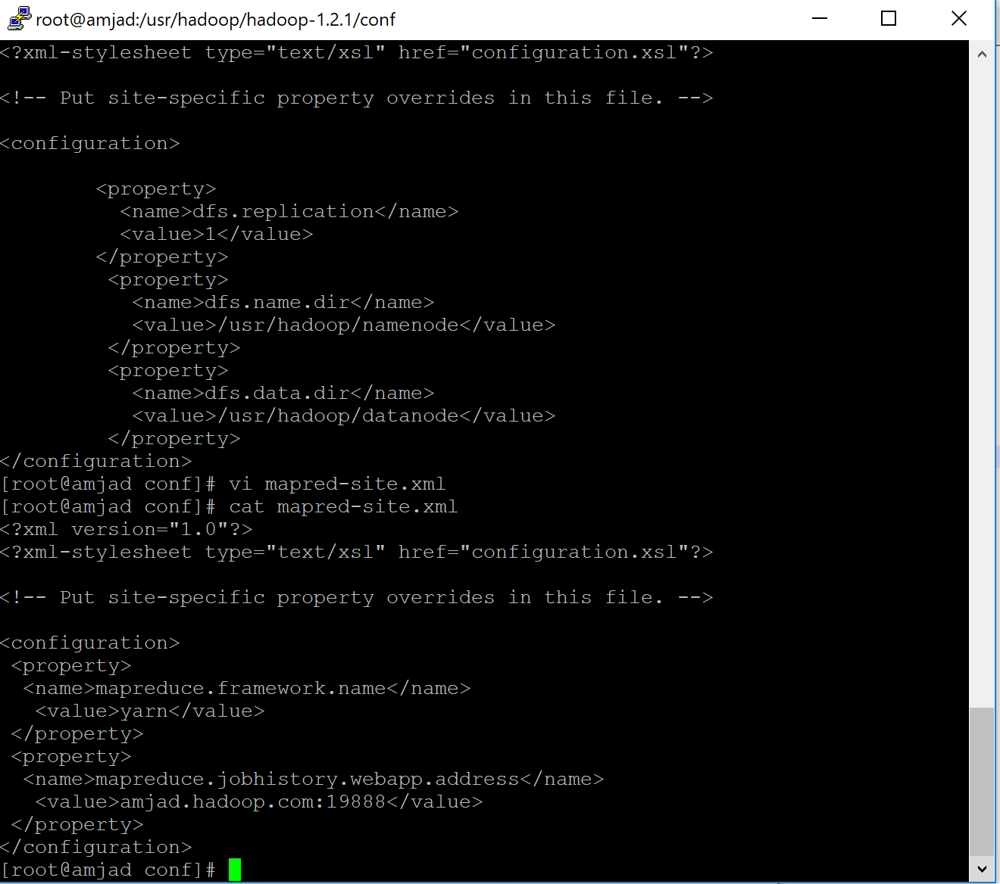 root@amjad:/usr/hadoop/hadoop-1.2.1/conf
<?xml-stylesheet type="text/xsl" href="configuration.xsl"?>
<!-- Put site-specific property overrides in this file. -->
<configuration>
<property>
<name>dfs.replication</name>
<value>1</value>
</property>
<property>
<name>dfs.name.dir</name>
<value>/usr/hadoop/namenode</value>
</property>
<property>
<name>dfs.data.dir</name>
<value>/usr/hadoop/datanode</value>
</property>
</configuration>
[root@amjad conf]# vi mapred-site.xml
[root@amjad conf]# cat mapred-site.xml
<?xml version="1.0"?>
<?xml-stylesheet type="text/xsl" href="configuration.xsl"?>
<!-- Put site-specific property overrides in this file. -->
<configuration>
<property>
<name>mapreduce.framework.name</name>
<value>yarn</value>
</property>
<property>
<name>mapreduce.jobhistory.webapp.address</name>
<value>amjad.hadoop.com:19888</value>
</property>
</configuration>
[root@amjad conf]#